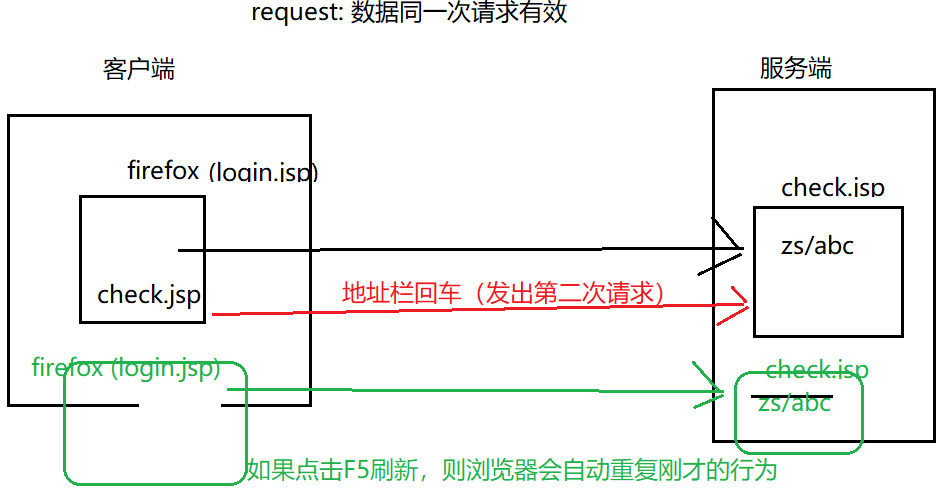 request: 数据同一次请求有效
客户端
服务端
firefox (login.jsp)
check.jsp
zs/abc
check.jsp
地址栏回车（发出第二次请求）
firefox (login.jsp)
check.jsp
zs/abc
如果点击F5刷新，则浏览器会自动重复刚才的行为